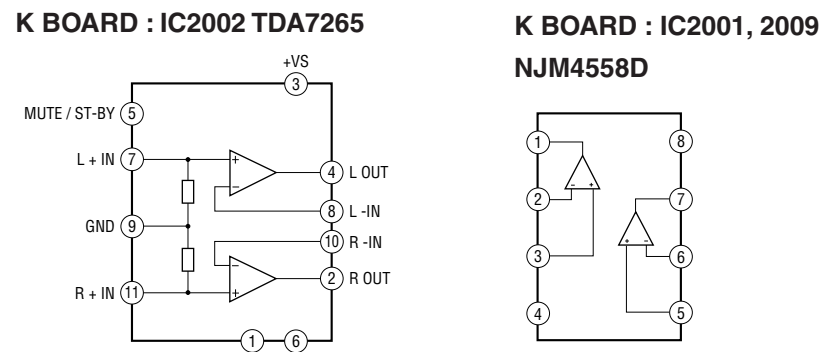 K BOARD : IC2002 TDA7265
+VS
3
MUTE / ST-BY 5
L + IN 7
+
4 L OUT
-
8 L -IN
GND 9
10 R -IN
-
2 R OUT
R + IN 11
+
1 6
K BOARD : IC2001, 2009
NJM4558D
1 8
- +
2 7
+ -
3 6
4 5